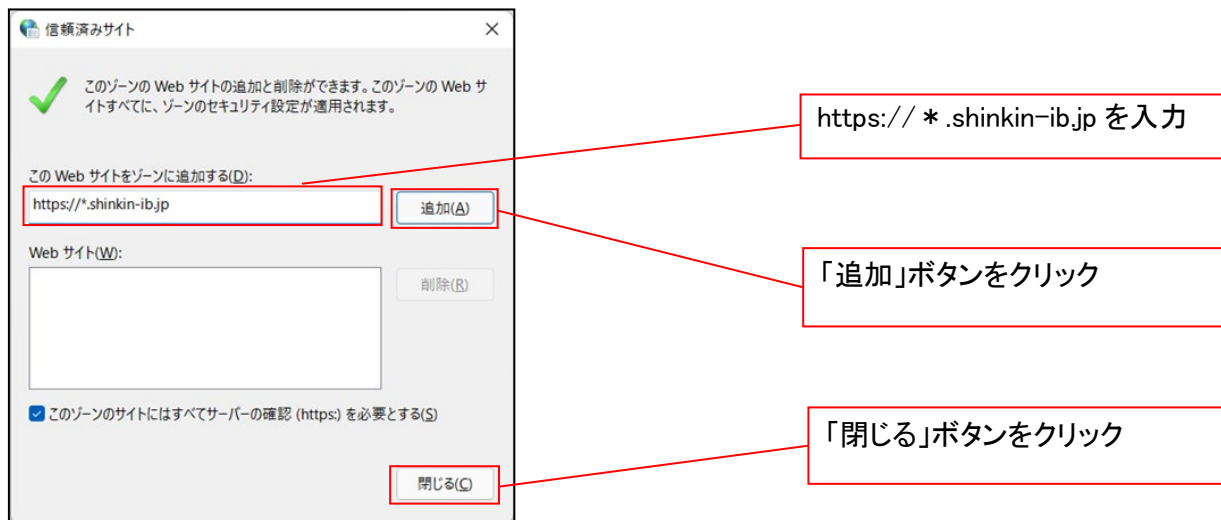 信頼済みサイト
このゾーンの Web サイトの追加と削除ができます。このゾーンの Web サ
イトすべてに、ゾーンのセキュリティ設定が適用されます。
https://＊.shinkin-ib.jp を入力
この Web サイトをゾーンに追加する(D):
https://*.shinkin-ib.jp
追加(A)
Web サイト(W):
「追加」ボタンをクリック
削除(R)
このゾーンのサイトにはすべてサーバーの確認 (https:) を必要とする(S)
「閉じる」ボタンをクリック
閉じる(C)